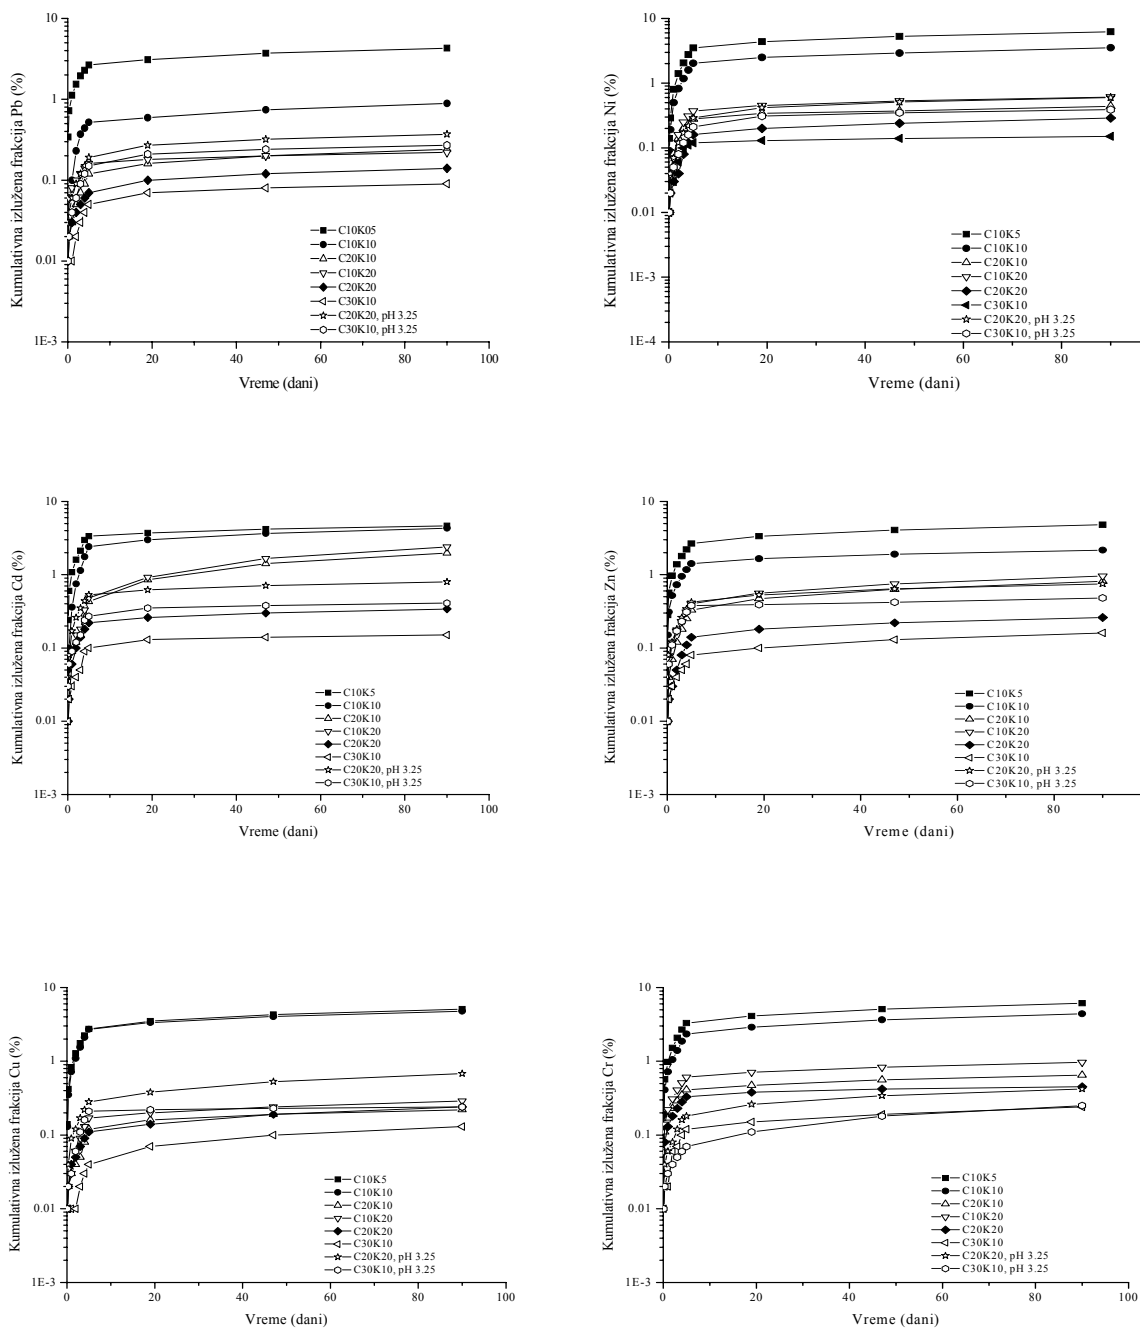 Kumulativna izlužena frakcija Pb (%)
10
1
0.1
0.01
1E-3
0
20
40
60
80
100
Vreme (dani)
C10K05
C10K10
C20K10
C10K20
C20K20
C30K10
C20K20, pH 3.25
C30K10, pH 3.25
Kumulativna izlužena frakcija Ni (%)
10
1
0.1
0.01
1E-3
1E-4
0
20
40
60
80
Vreme (dani)
C10K5
C10K10
C20K10
C10K20
C20K20
C30K10
C20K20, pH 3.25
C30K10, pH 3.25
Kumulativna izlužena frakcija Cd (%)
10
1
0.1
0.01
1E-3
0
20
40
60
80
100
Vreme (dani)
C10K5
C10K10
C20K10
C10K20
C20K20
C30K10
C20K20, pH 3.25
C30K10, pH 3.25
Kumulativna izlužena frakcija Zn (%)
10
1
0.1
0.01
1E-3
0
20
40
60
80
Vreme (dani)
C10K5
C10K10
C20K10
C10K20
C20K20
C30K10
C20K20, pH 3.25
C30K10, pH 3.25
Kumulativna izlužena frakcija Cu (%)
10
1
0.1
0.01
1E-3
0
20
40
60
80
100
Vreme (dani)
C10K5
C10K10
C20K10
C10K20
C20K20
C30K10
C20K20, pH 3.25
C30K10, pH 3.25
Kumulativna izlužena frakcija Cr (%)
10
1
0.1
0.01
1E-3
0
20
40
60
80
100
Vreme (dani)
C10K5
C10K10
C20K10
C10K20
C20K20
C30K10
C20K20, pH 3.25
C30K10, pH 3.25